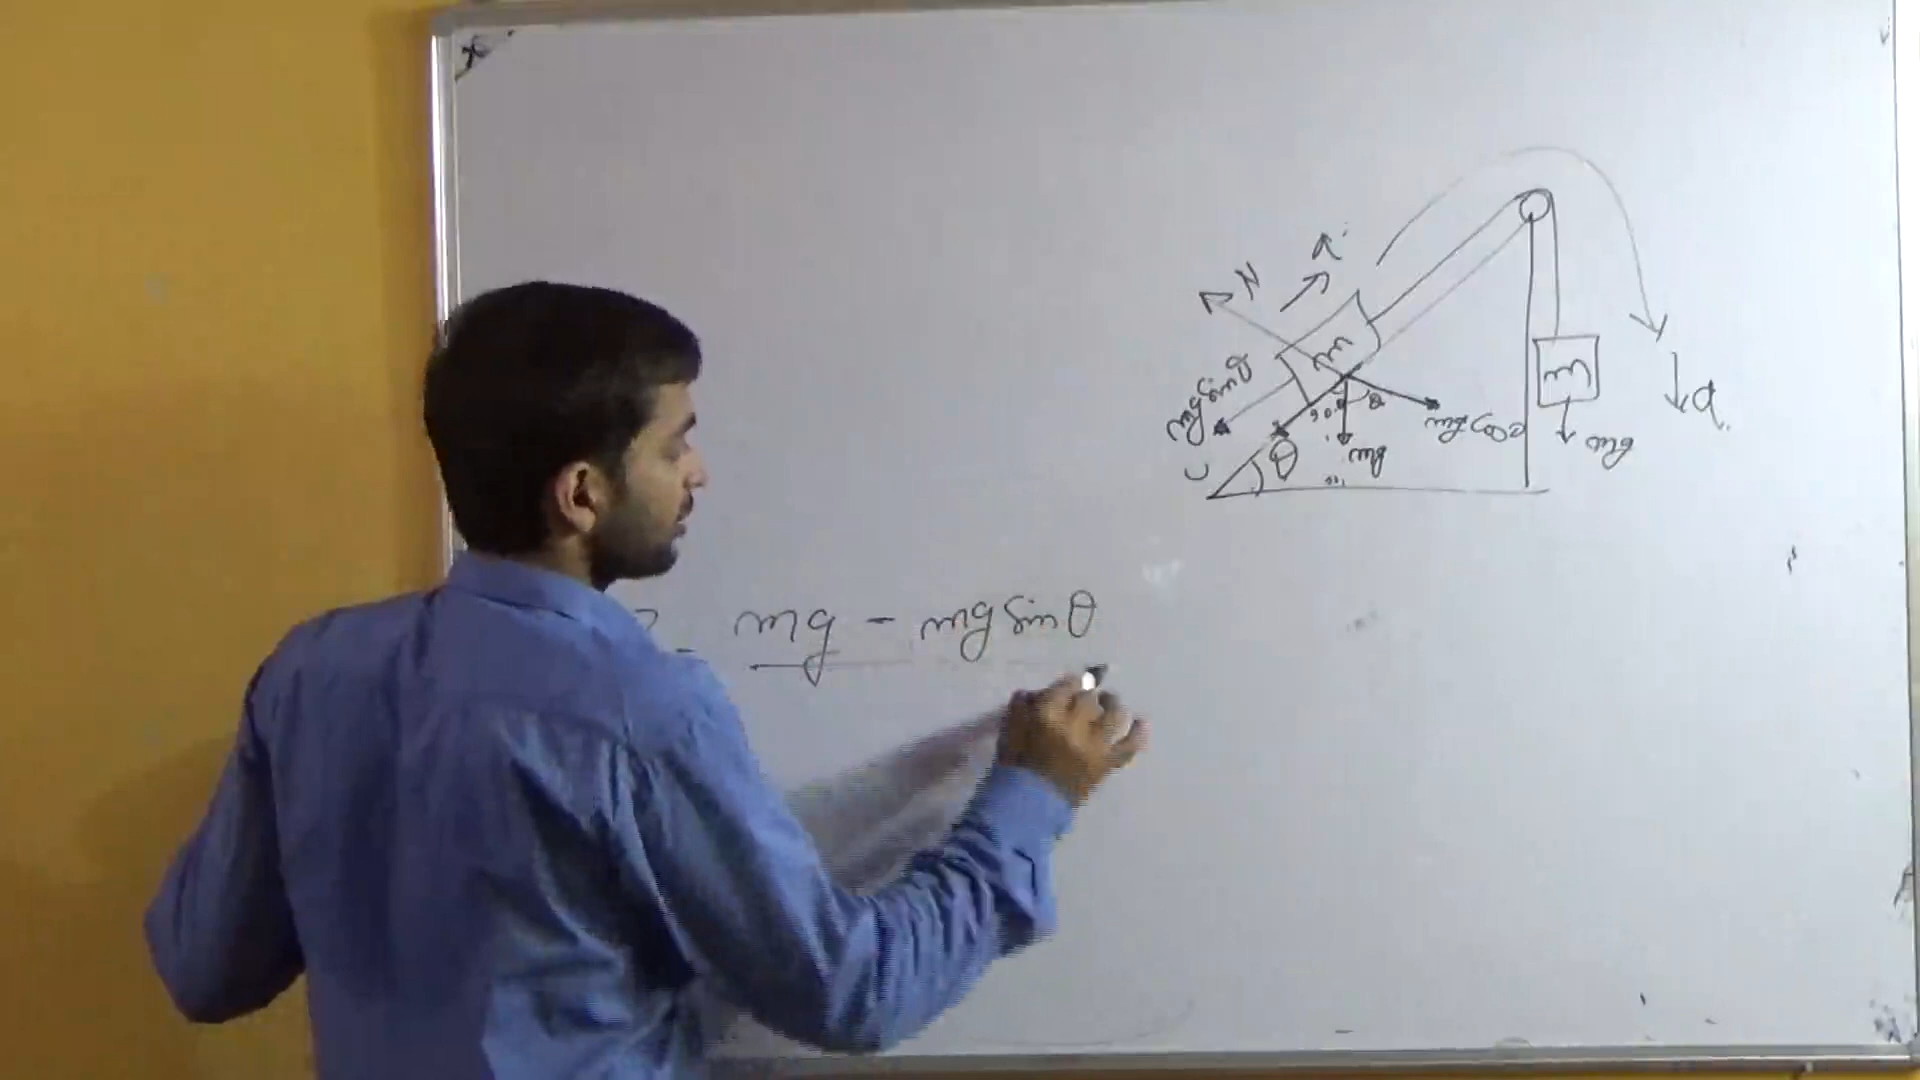 a
N
m
mg sinθ
θ
90-θ
θ
mg
mg cosθ
m
mg
a
= mg - mg sinθ